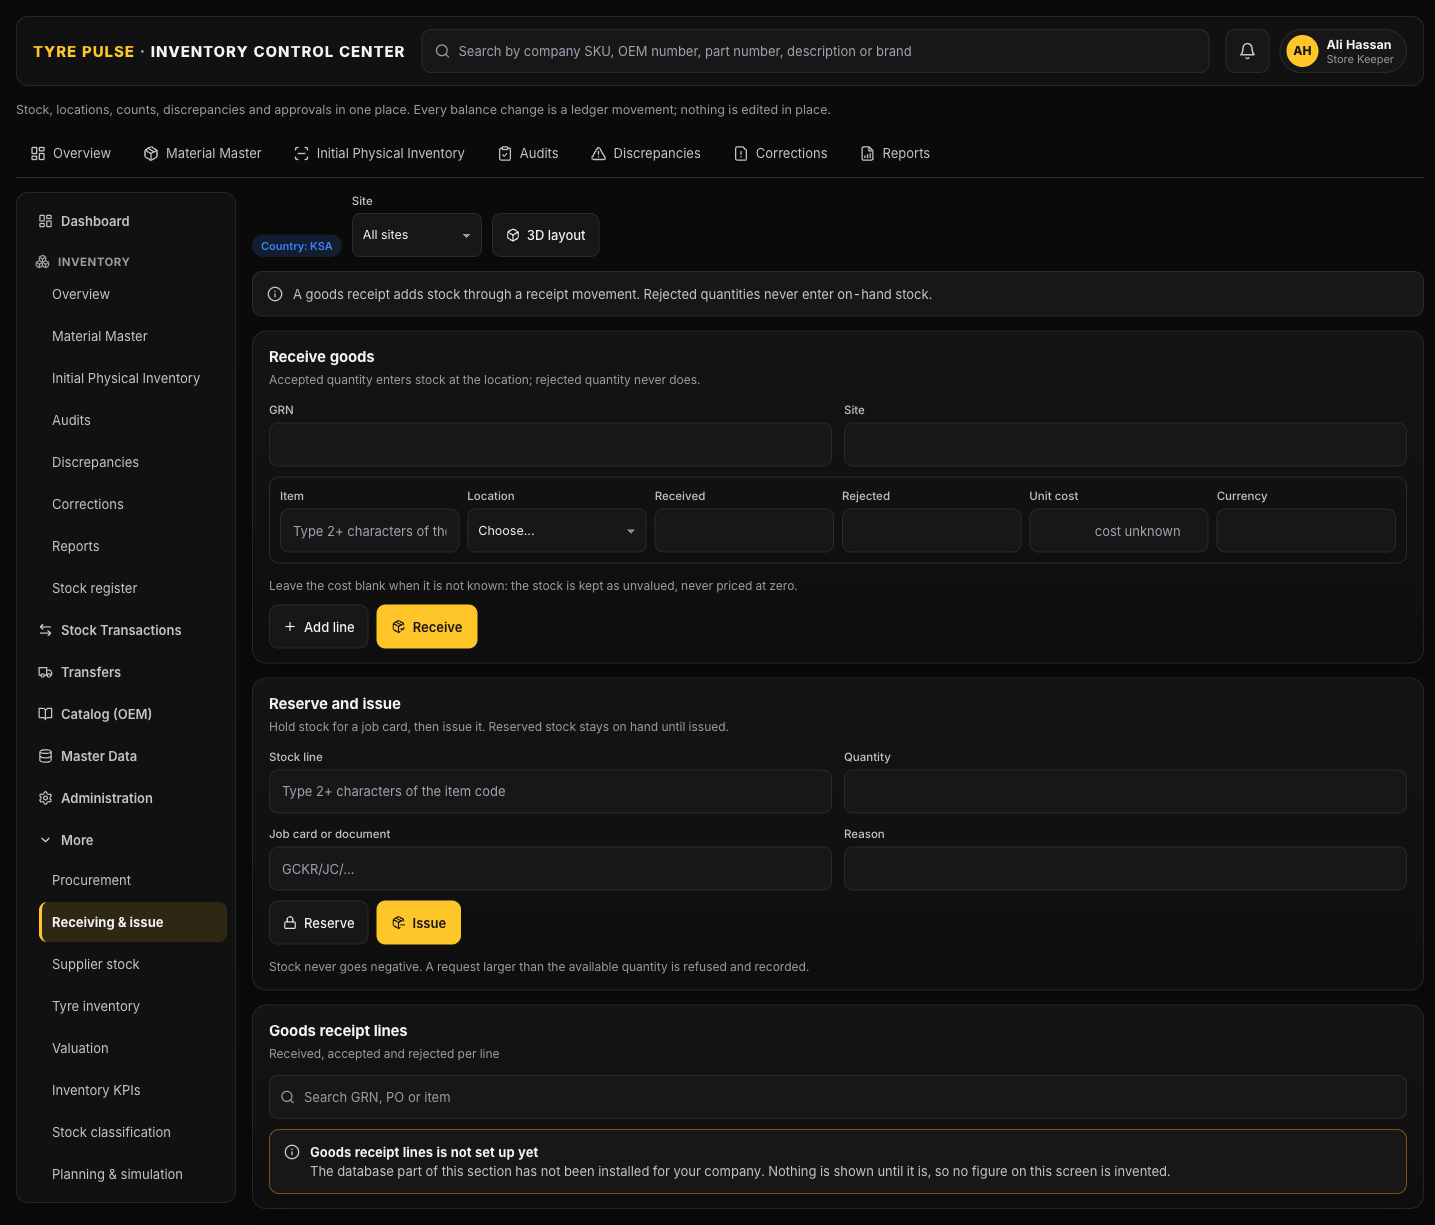 TYRE PULSE · INVENTORY CONTROL CENTER
Search by company SKU, OEM number, part number, description or brand
AH
Ali Hassan
Store Keeper
Stock, locations, counts, discrepancies and approvals in one place. Every balance change is a ledger movement; nothing is edited in place.
Overview
Material Master
Initial Physical Inventory
Audits
Discrepancies
Corrections
Reports
Dashboard
INVENTORY
Overview
Material Master
Initial Physical Inventory
Audits
Discrepancies
Corrections
Reports
Stock register
Stock Transactions
Transfers
Catalog (OEM)
Master Data
Administration
More
Procurement
Receiving & issue
Supplier stock
Tyre inventory
Valuation
Inventory KPIs
Stock classification
Planning & simulation
Country: KSA
Site
All sites
3D layout
A goods receipt adds stock through a receipt movement. Rejected quantities never enter on-hand stock.
Receive goods
Accepted quantity enters stock at the location; rejected quantity never does.
GRN
Site
Item
Location
Received
Rejected
Unit cost
Currency
Type 2+ characters of the
Choose...
cost unknown
Leave the cost blank when it is not known: the stock is kept as unvalued, never priced at zero.
Add line
Receive
Reserve and issue
Hold stock for a job card, then issue it. Reserved stock stays on hand until issued.
Stock line
Quantity
Type 2+ characters of the item code
Job card or document
Reason
GCKR/JC/...
Reserve
Issue
Stock never goes negative. A request larger than the available quantity is refused and recorded.
Goods receipt lines
Received, accepted and rejected per line
Search GRN, PO or item
Goods receipt lines is not set up yet
The database part of this section has not been installed for your company. Nothing is shown until it is, so no figure on this screen is invented.